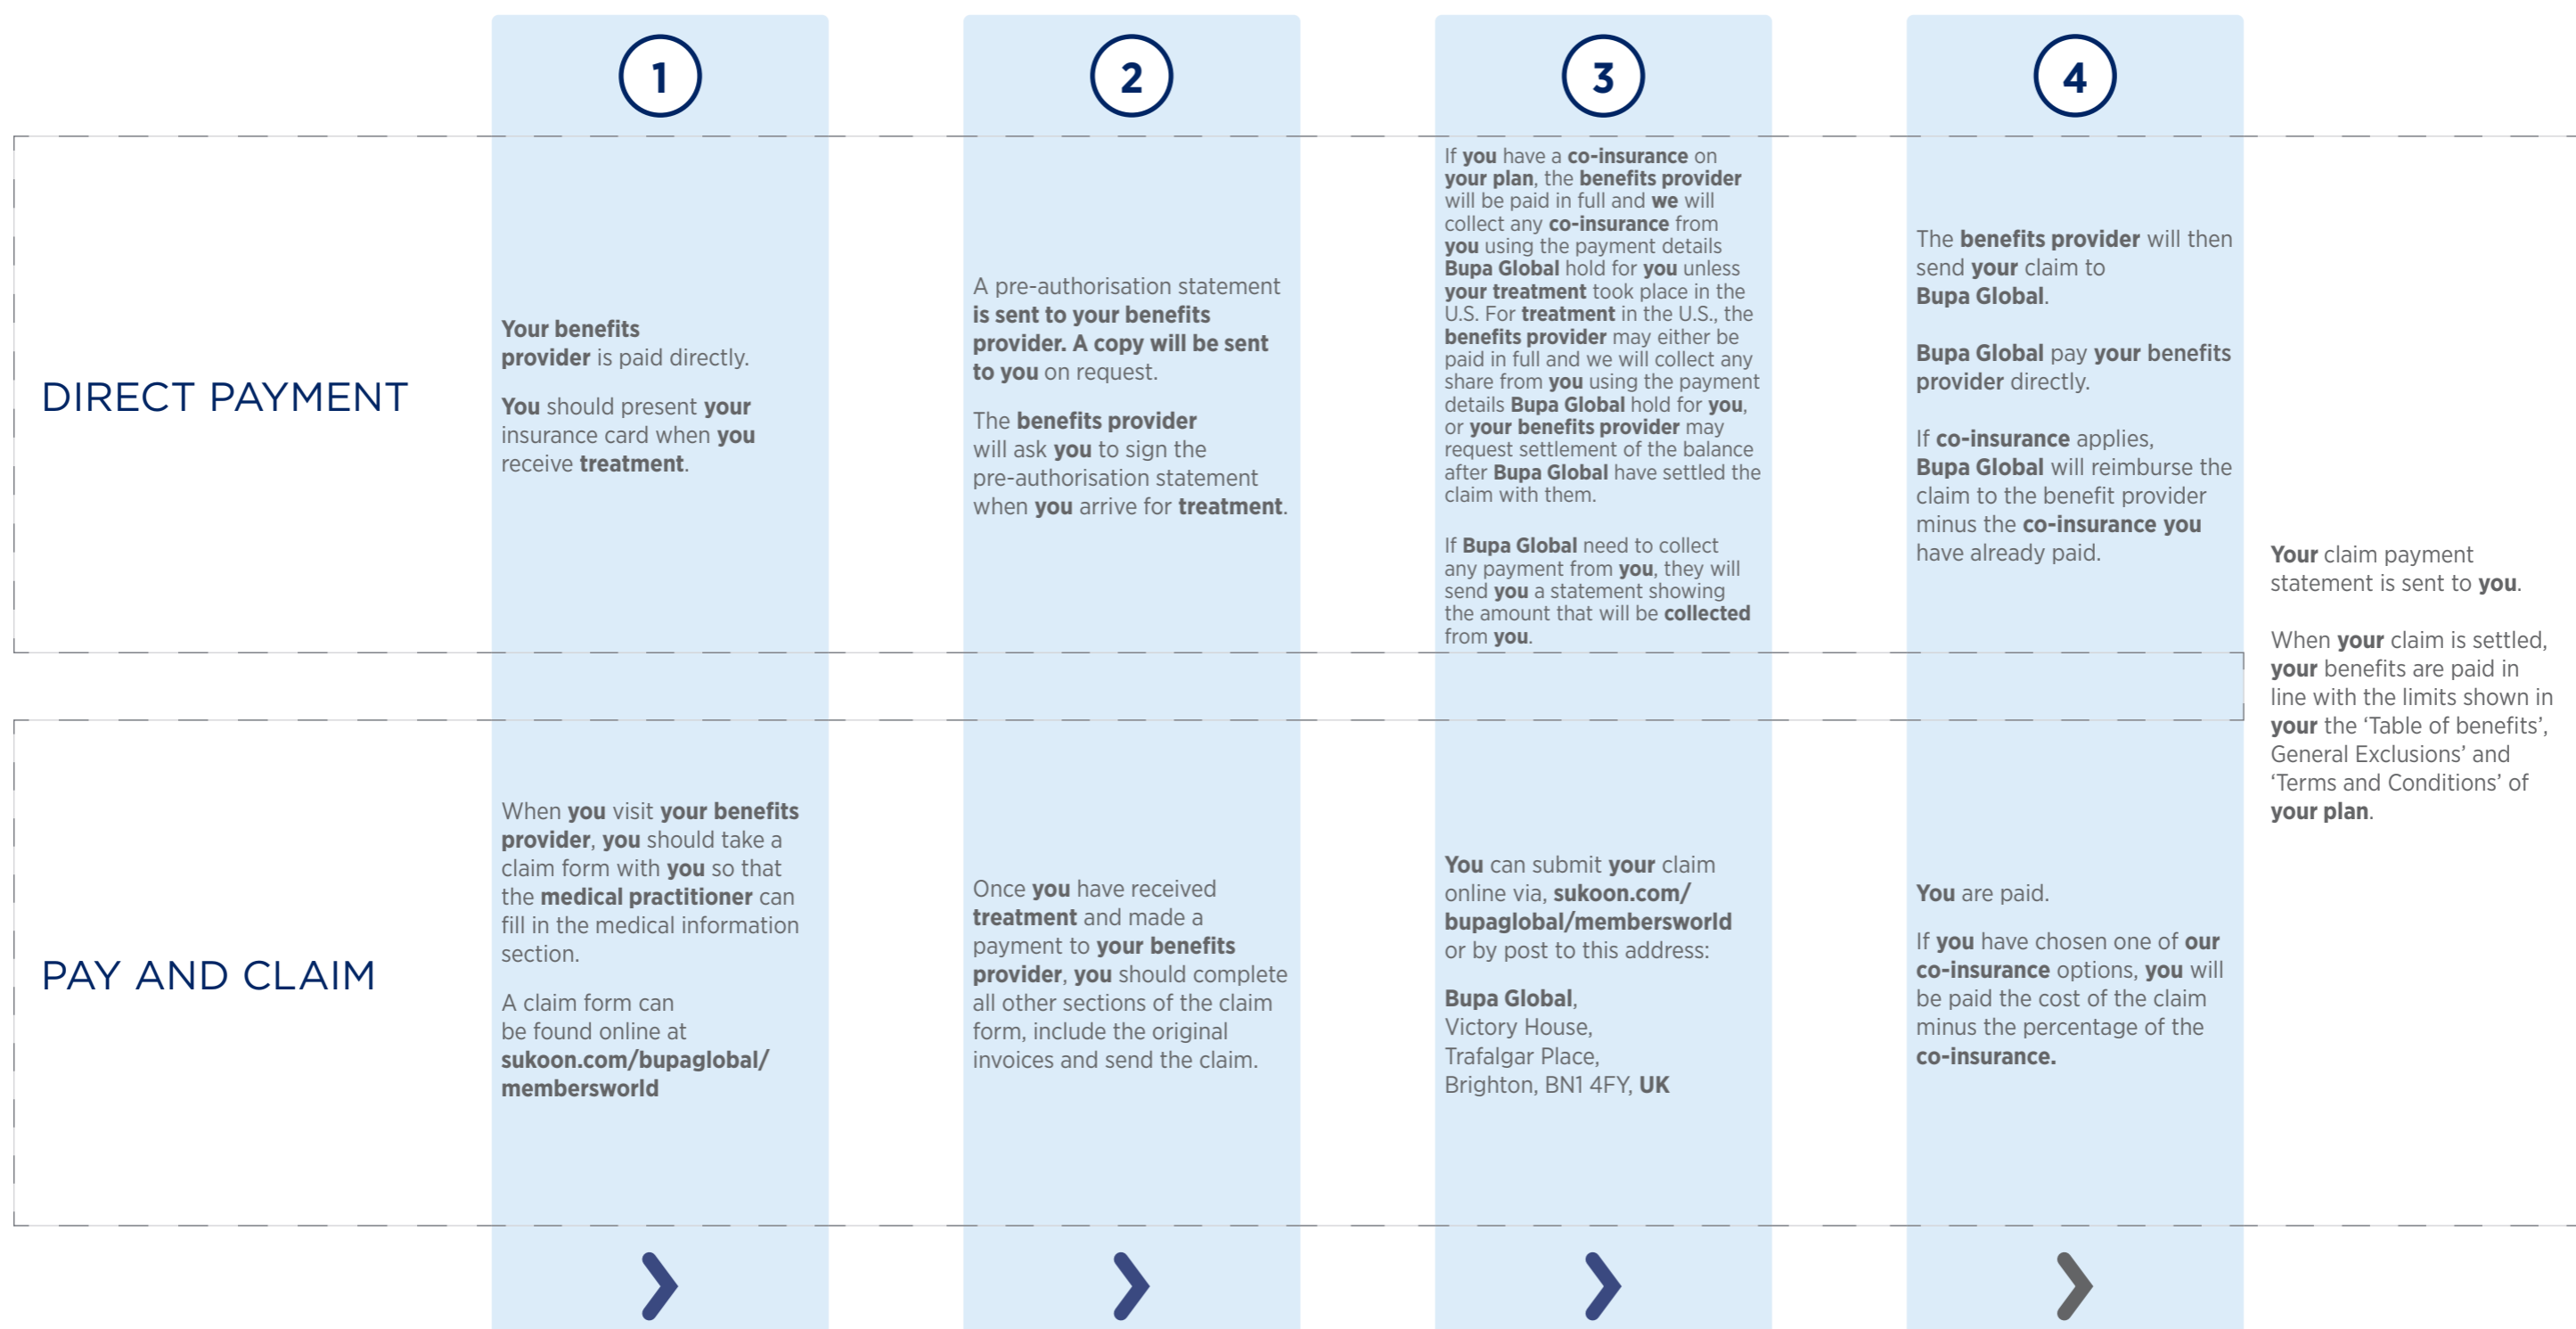 1
2
3
4
DIRECT PAYMENT
Your benefits
provider is paid directly.
You should present your
insurance card when you
receive treatment.
A pre-authorisation statement
is sent to your benefits
provider. A copy will be sent
to you on request.
The benefits provider
will ask you to sign the
pre-authorisation statement
when you arrive for treatment.
If you have a co-insurance on
your plan, the benefits provider
will be paid in full and we will
collect any co-insurance from
you using the payment details
Bupa Global hold for you unless
your treatment took place in the
U.S. For treatment in the U.S., the
benefits provider may either be
paid in full and we will collect any
share from you using the payment
details Bupa Global hold for you,
or your benefits provider may
request settlement of the balance
after Bupa Global have settled the
claim with them.
If Bupa Global need to collect
any payment from you, they will
send you a statement showing
the amount that will be collected
from you.
The benefits provider will then
send your claim to
Bupa Global.
Bupa Global pay your benefits
provider directly.
If co-insurance applies,
Bupa Global will reimburse the
claim to the benefit provider
minus the co-insurance you
have already paid.
PAY AND CLAIM
When you visit your benefits
provider, you should take a
claim form with you so that
the medical practitioner can
fill in the medical information
section.
A claim form can
be found online at
sukoon.com/bupaglobal/
membersworld
Once you have received
treatment and made a
payment to your benefits
provider, you should complete
all other sections of the claim
form, include the original
invoices and send the claim.
You can submit your claim
online via, sukoon.com/
bupaglobal/membersworld
or by post to this address:
Bupa Global,
Victory House,
Trafalgar Place,
Brighton, BN1 4FY, UK
You are paid.
If you have chosen one of our
co-insurance options, you will
be paid the cost of the claim
minus the percentage of the
co-insurance.
Your claim payment
statement is sent to you.
When your claim is settled,
your benefits are paid in
line with the limits shown in
your the ‘Table of benefits’,
General Exclusions’ and
‘Terms and Conditions’ of
your plan.